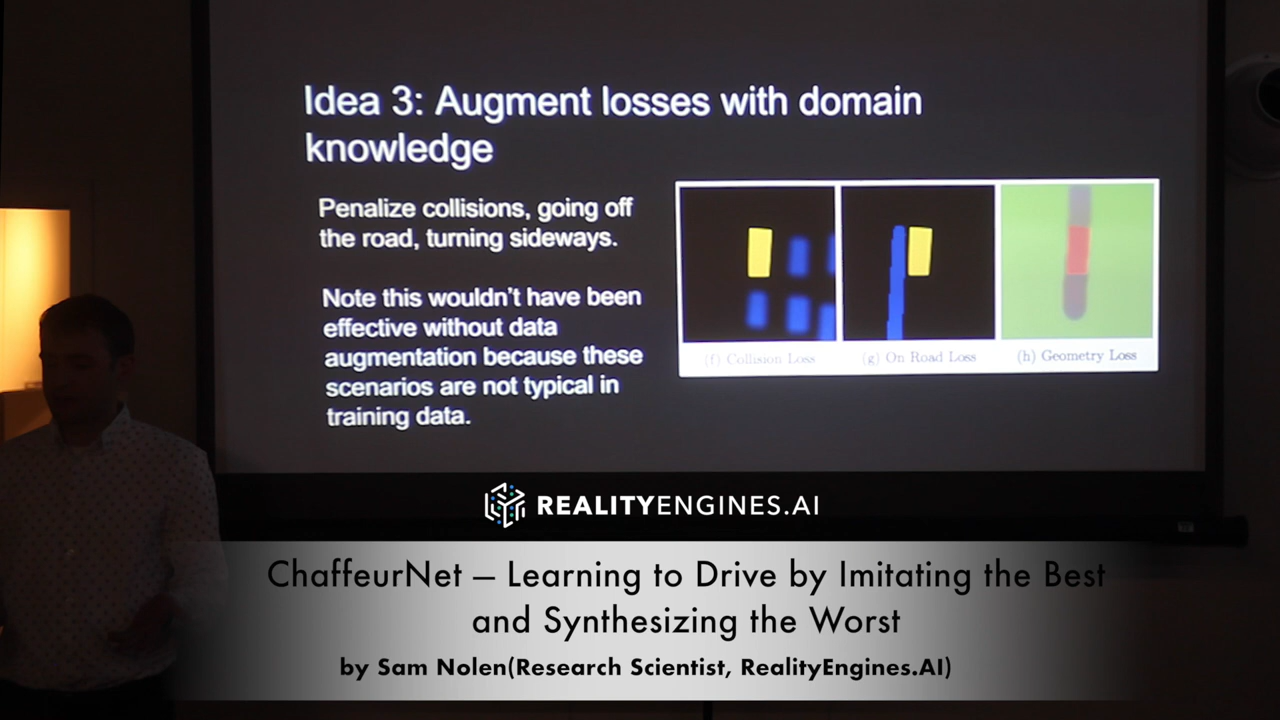 Idea 3: Augment losses with domain
knowledge
Penalize collisions, going off
the road, turning sideways.
Note this wouldn't have been
effective without data
augmentation because these
scenarios are not typical in
training data.
(f) Collision Loss
(g) On Road Loss
(h) Geometry Loss
REALITYENGINES.AI
ChaffeurNet — Learning to Drive by Imitating the Best
and Synthesizing the Worst
by Sam Nolen(Research Scientist, RealityEngines.AI)